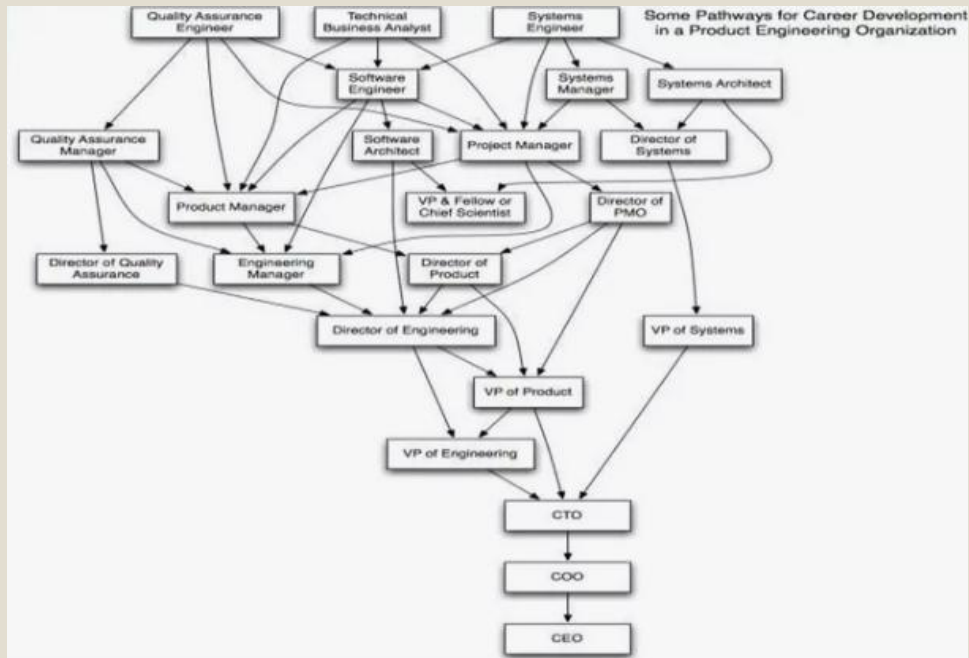 Quality Assurance
Engineer
Technical
Business Analyst
Systems
Engineer
Some Pathways for Career Development
in a Product Engineering Organization
Software
Engineer
Systems
Manager
Systems Architect
Quality Assurance
Manager
Software
Architect
Project Manager
Director of
Systems
Product Manager
VP & Fellow or
Chief Scientist
Director of
PMO
Director of Quality
Assurance
Engineering
Manager
Director of
Product
Director of Engineering
VP of Systems
VP of Product
VP of Engineering
CTO
COO
CEO